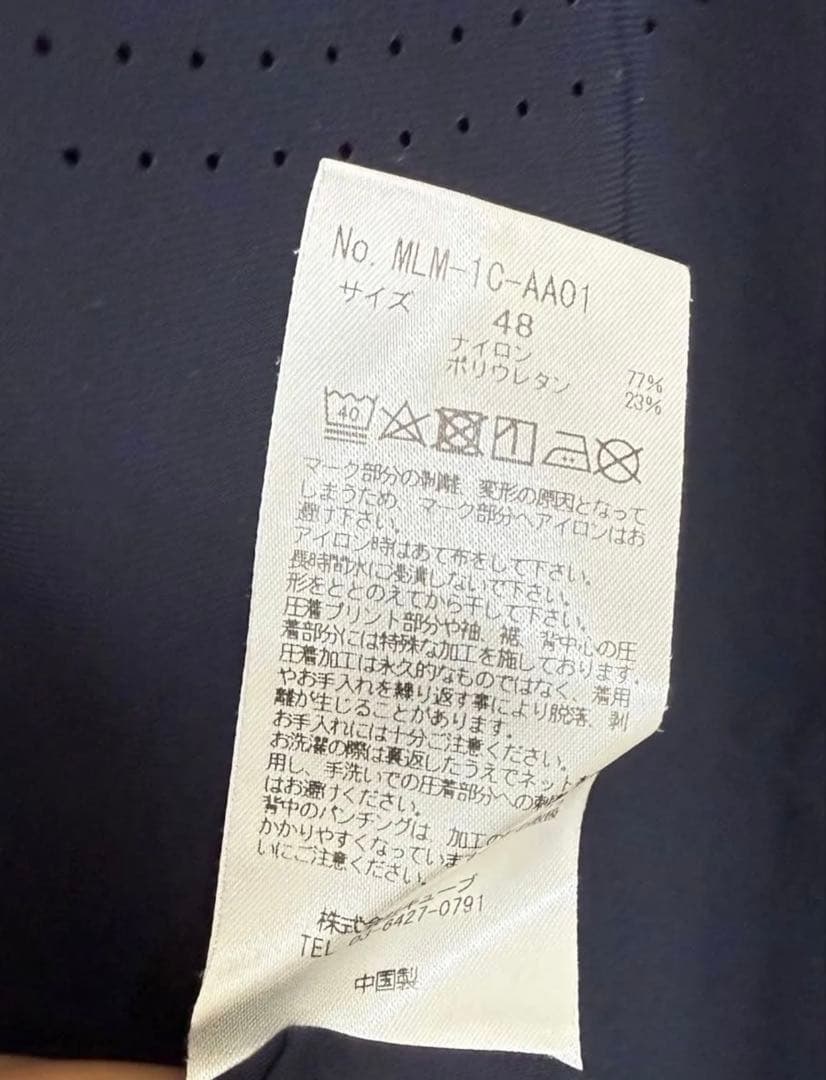 No. MLM-1C-AA01
サイズ
48
ナイロン 77%
ポリウレタン 23%
40
マーク部分の剥離、変形の原因となって
しまうため、マーク部分へアイロンはお
避け下さい。
アイロン時はあて布をして下さい。
長時間水に浸漬しないで下さい。
形をととのえてから干して下さい。
圧着プリント部分や袖、裾、背中心の圧
着部分には特殊な加工を施しております。
圧着加工は永久的なものではなく、着用
やお手入れを繰り返す事により脱落、剥
離が生じることがあります。
お手入れには十分ご注意ください。
お洗濯の際は裏返したうえでネット
用し、手洗いでの圧着部分への
はお避けください。
背中のパンチングは、加工の
かかりやすくなっています
いにご注意ください。
株式会社キューブ
TEL 03-6427-0791
中国製